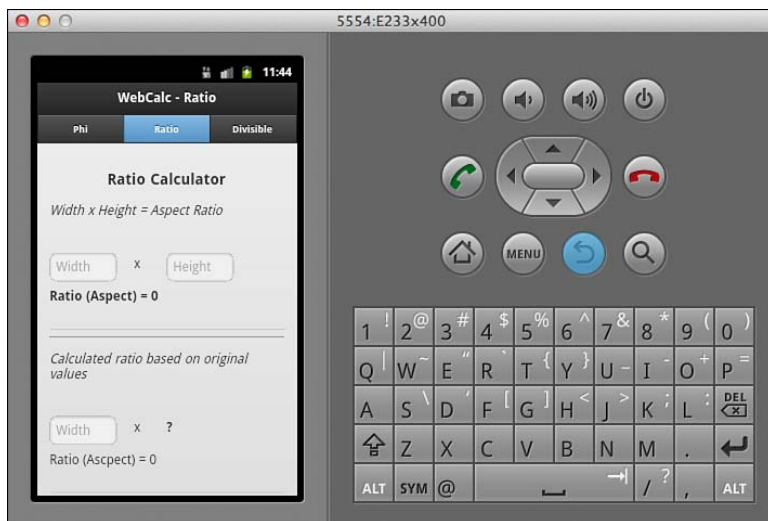 5554:E233x400
11:44
WebCalc - Ratio
Phi Ratio Divisible
Ratio Calculator
Width x Height = Aspect Ratio
Width x Height
Ratio (Aspect) = 0
Calculated ratio based on original
values
Width x ?
Ratio (Ascpect) = 0
MENU
1 ! 2 @ 3 # 4 $ 5 % 6 ^ 7 & 8 * 9 ( 0 )
Q | W ~ E " R ` T { Y } U _ I - O + P =
A S \ D ' F [ G ] H < J > K ; L : DEL
Z X C V B N M .
ALT SYM @ / ? , ALT